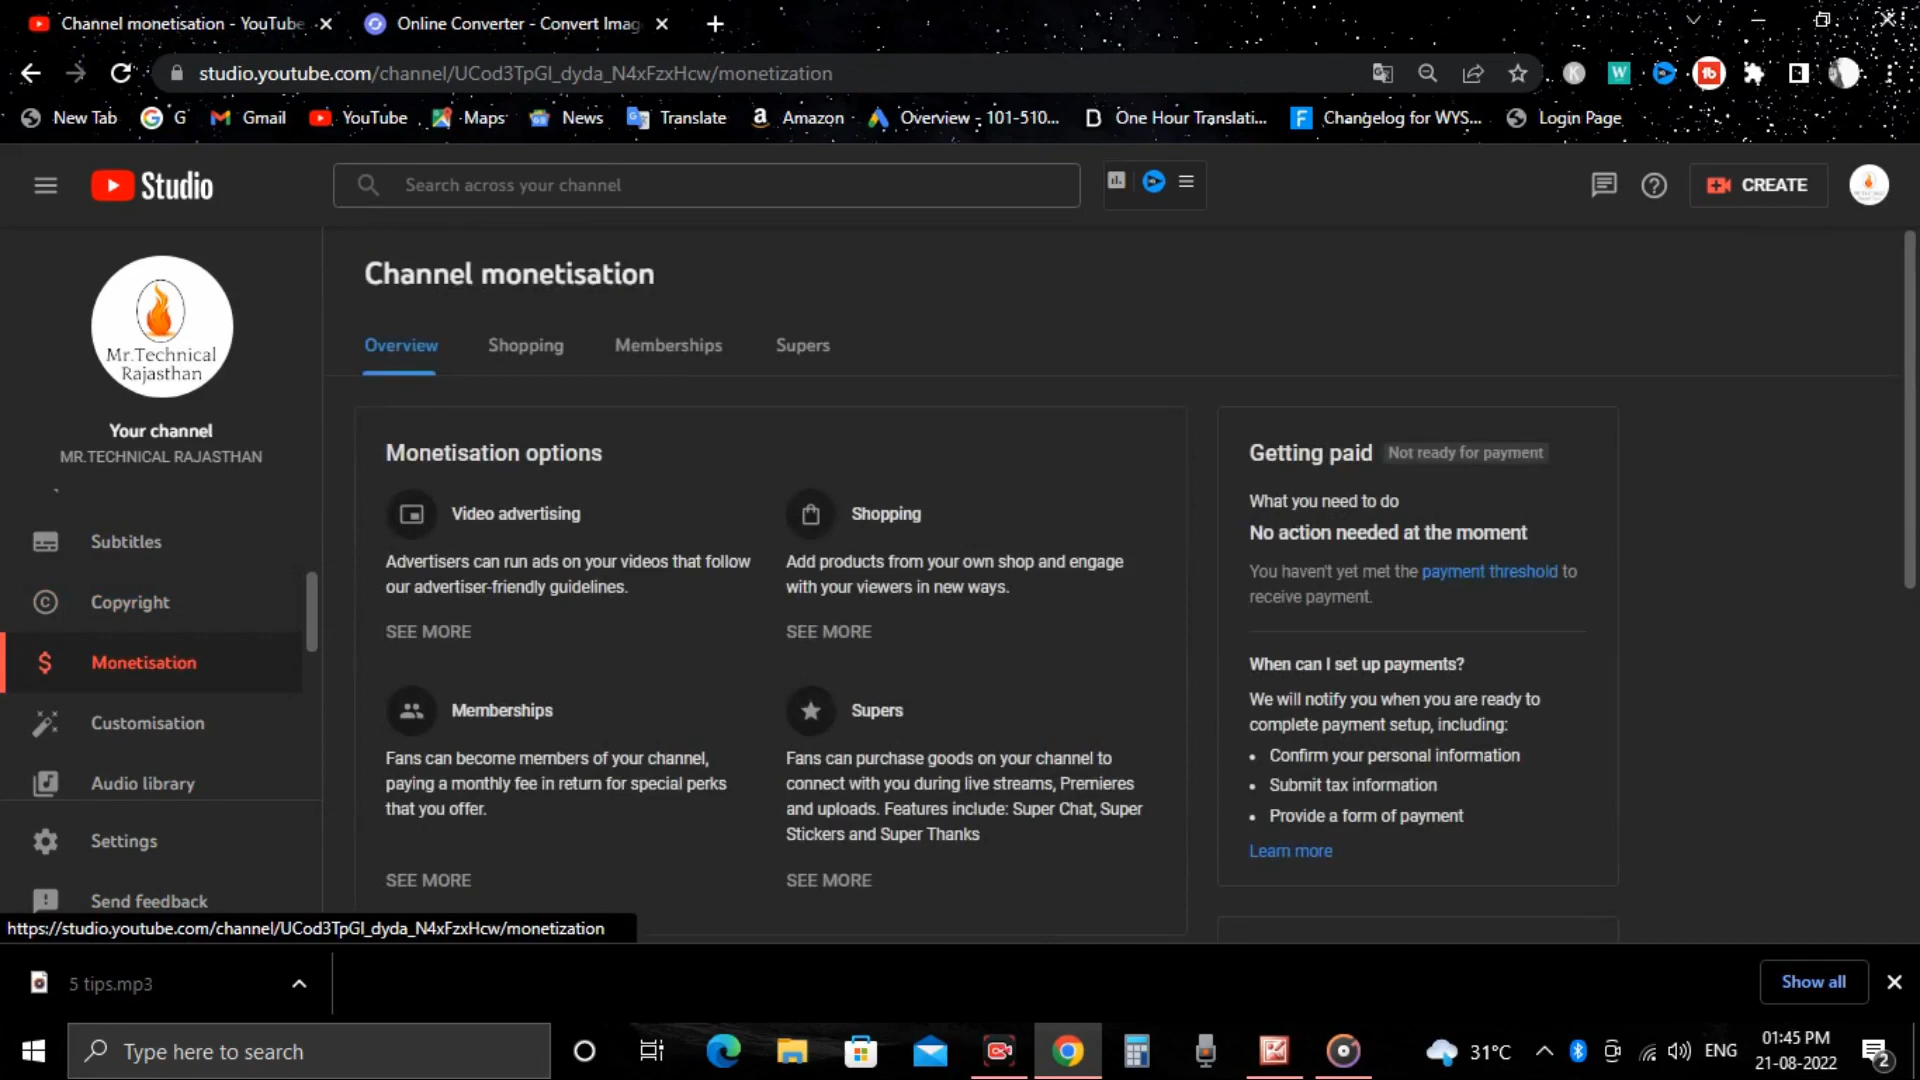 Channel monetisation - YouTube
Online Converter - Convert Imag
studio.youtube.com/channel/UCod3TpGl_dyda_N4xFzxHcw/monetization
New Tab
G
Gmail
YouTube
Maps
News
Translate
Amazon
Overview - 101-510...
One Hour Translati...
Changelog for WYS...
Login Page
Studio
Search across your channel
CREATE
Mr.Technical
Rajasthan
Your channel
MR.TECHNICAL RAJASTHAN
Subtitles
Copyright
Monetisation
Customisation
Audio library
Settings
Send feedback
Channel monetisation
Overview
Shopping
Memberships
Supers
Monetisation options
Video advertising
Advertisers can run ads on your videos that follow
our advertiser-friendly guidelines.
SEE MORE
Shopping
Add products from your own shop and engage
with your viewers in new ways.
SEE MORE
Memberships
Fans can become members of your channel,
paying a monthly fee in return for special perks
that you offer.
SEE MORE
Supers
Fans can purchase goods on your channel to
connect with you during live streams, Premieres
and uploads. Features include: Super Chat, Super
Stickers and Super Thanks
SEE MORE
Getting paid Not ready for payment
What you need to do
No action needed at the moment
You haven't yet met the payment threshold to
receive payment.
When can I set up payments?
We will notify you when you are ready to
complete payment setup, including:
• Confirm your personal information
• Submit tax information
• Provide a form of payment
Learn more
https://studio.youtube.com/channel/UCod3TpGl_dyda_N4xFzxHcw/monetization
5 tips.mp3
Show all
Type here to search
31°C
ENG
01:45 PM
21-08-2022
2